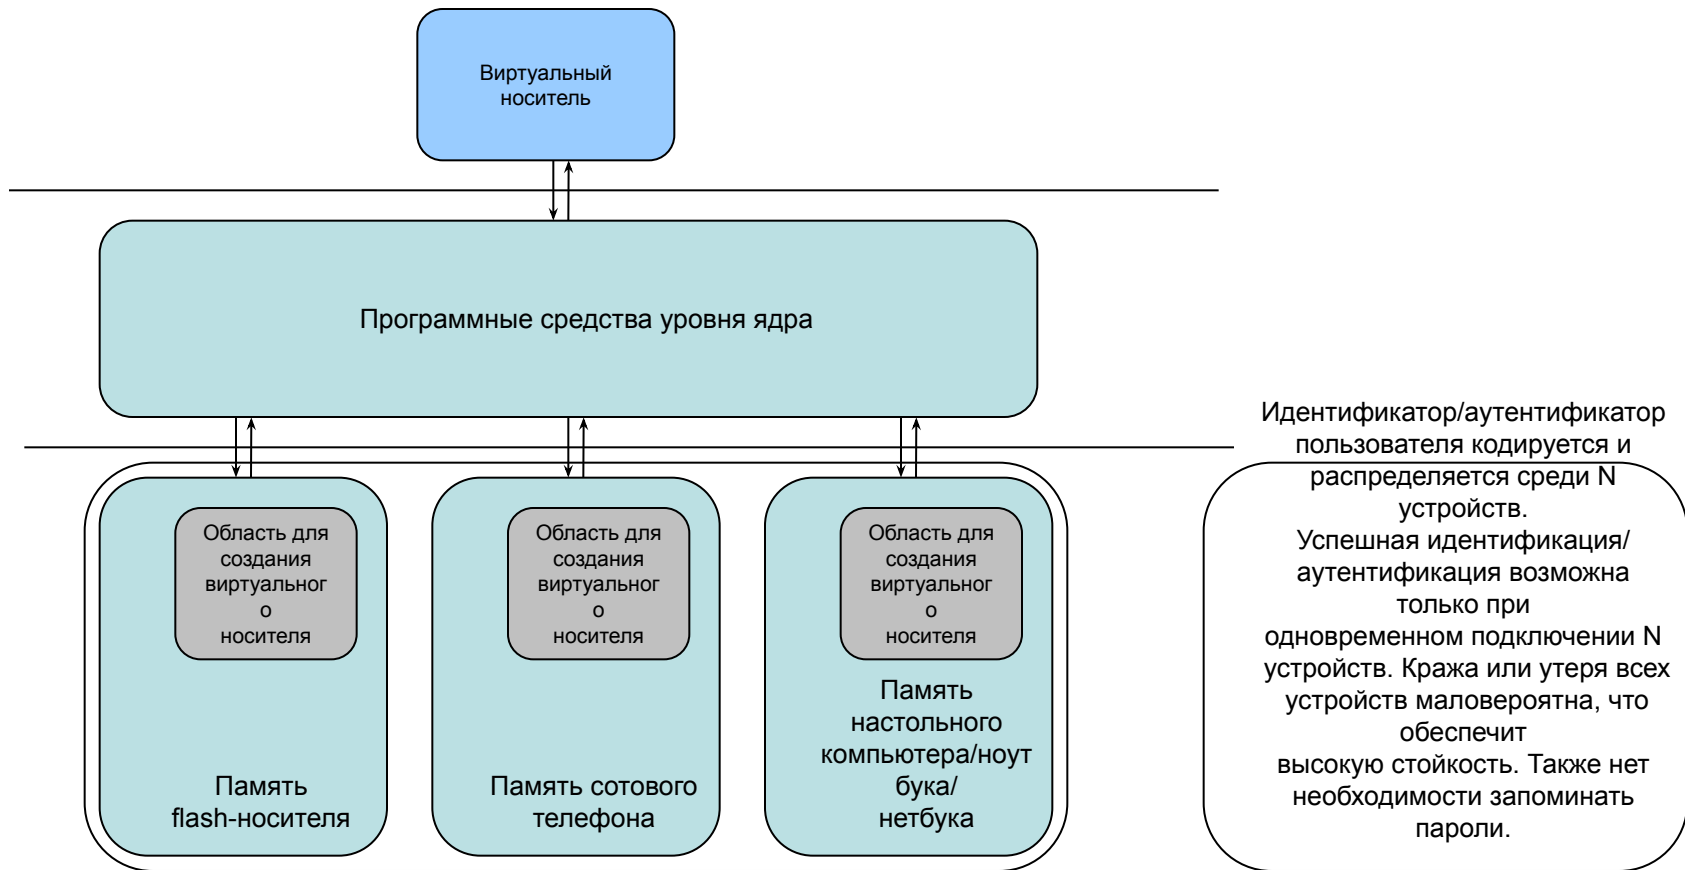 Виртуальный
носитель
Программные средства уровня ядра
Область для
создания
виртуальног
о
носителя
Память
flash-носителя
Область для
создания
виртуальног
о
носителя
Память сотового
телефона
Область для
создания
виртуальног
о
носителя
Память
настольного
компьютера/ноут
бука/
нетбука
Идентификатор/аутентификатор
пользователя кодируется и
распределяется среди N
устройств.
Успешная идентификация/
аутентификация возможна
только при
одновременном подключении N
устройств. Кража или утеря всех
устройств маловероятна, что
обеспечит
высокую стойкость. Также нет
необходимости запоминать
пароли.